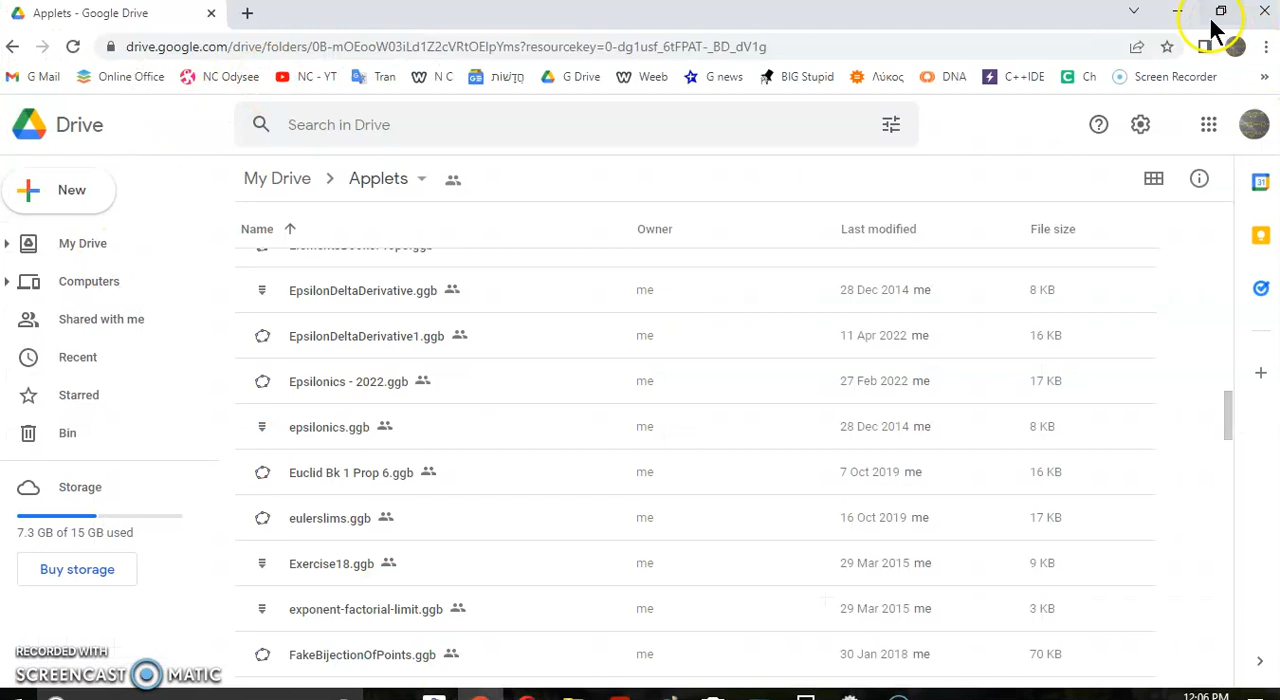 Applets - Google Drive
drive.google.com/drive/folders/0B-mOEooW03iLd1Z2cVRtOEIpYms?resourcekey=0-dg1usf_6tFPAT-_BD_dV1g
G Mail Online Office NC Odysee NC - YT Tran N C חֲדָשׁוֹת G Drive Weeb G news BIG Stupid Λύκος DNA C++IDE Ch Screen Recorder »
Drive
Search in Drive
New
My Drive > Applets
Name
Owner
Last modified
File size
My Drive
Computers
Shared with me
Recent
Starred
Bin
Storage
7.3 GB of 15 GB used
Buy storage
EpsilonDeltaDerivative.ggb me 28 Dec 2014 me 8 KB
EpsilonDeltaDerivative1.ggb me 11 Apr 2022 me 16 KB
Epsilonics - 2022.ggb me 27 Feb 2022 me 17 KB
epsilonics.ggb me 28 Dec 2014 me 8 KB
Euclid Bk 1 Prop 6.ggb me 7 Oct 2019 me 16 KB
eulerslims.ggb me 16 Oct 2019 me 17 KB
Exercise18.ggb me 29 Mar 2015 me 9 KB
exponent-factorial-limit.ggb me 29 Mar 2015 me 3 KB
FakeBijectionOfPoints.ggb me 30 Jan 2018 me 70 KB
31
RECORDED WITH
SCREENCAST MATIC
12:06 PM